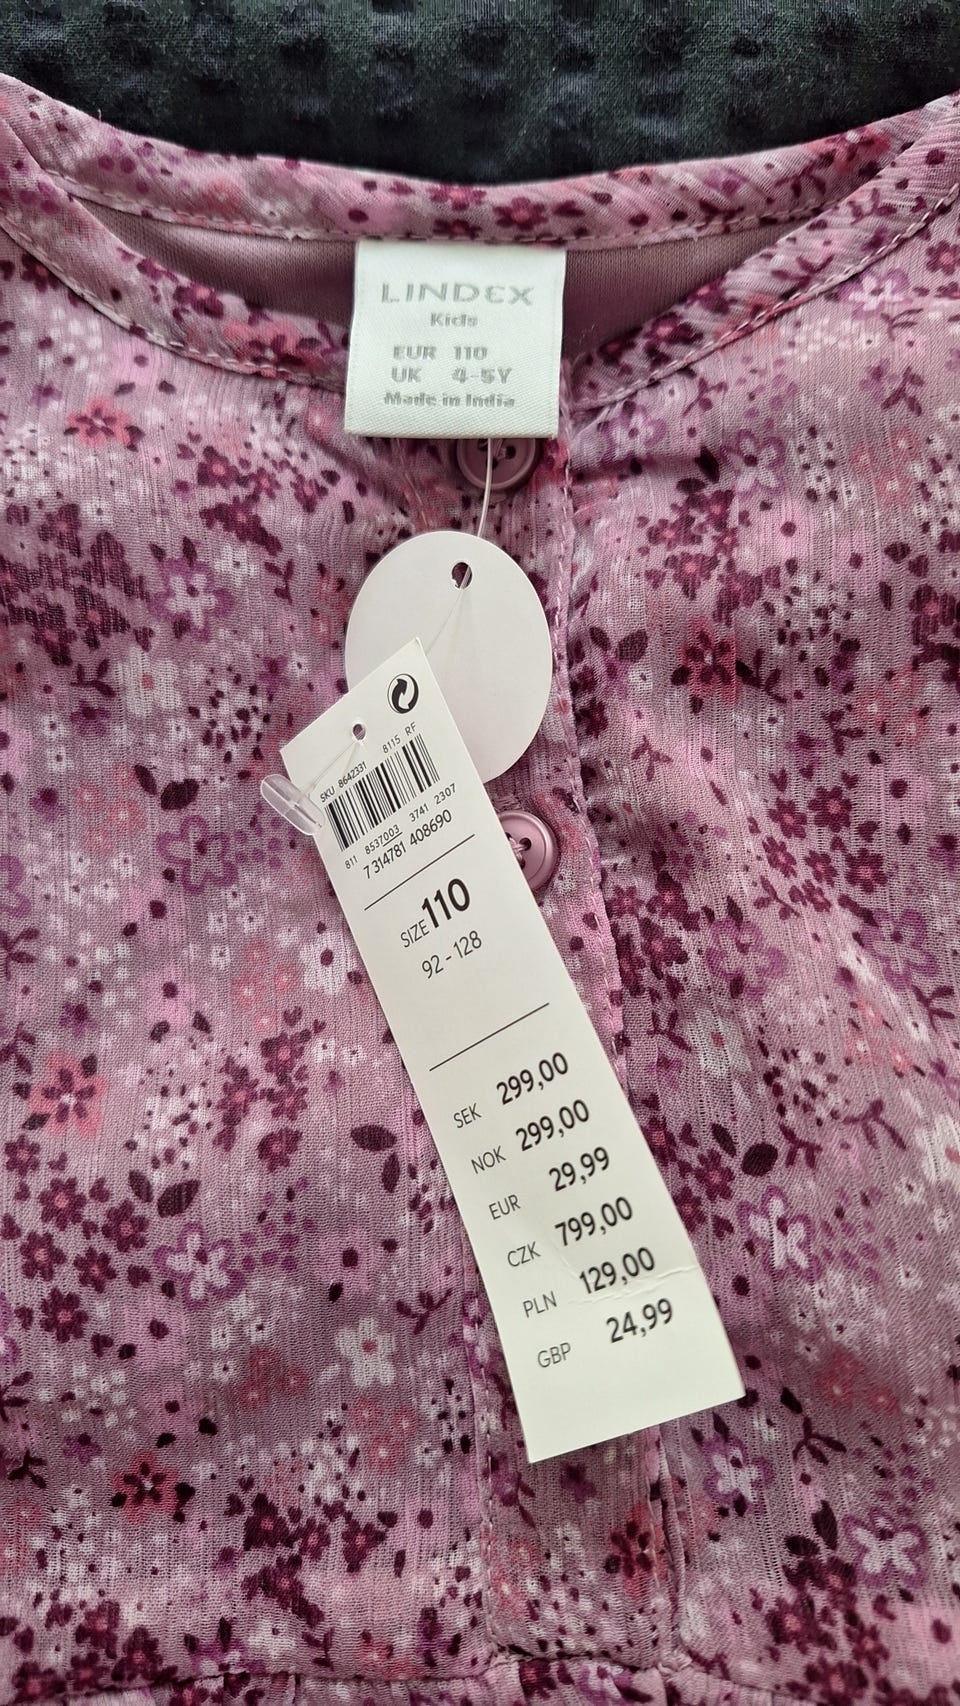 LINDEX
Kids
EUR 110
UK 4-5Y
Made in India
SKU 8642331 8115 RF
811 8537003 3741 2307
7 314781 408690
SIZE 110
92-128
SEK 299,00
NOK 299,00
EUR 29,99
CZK 799,00
PLN 129,00
GBP 24,99